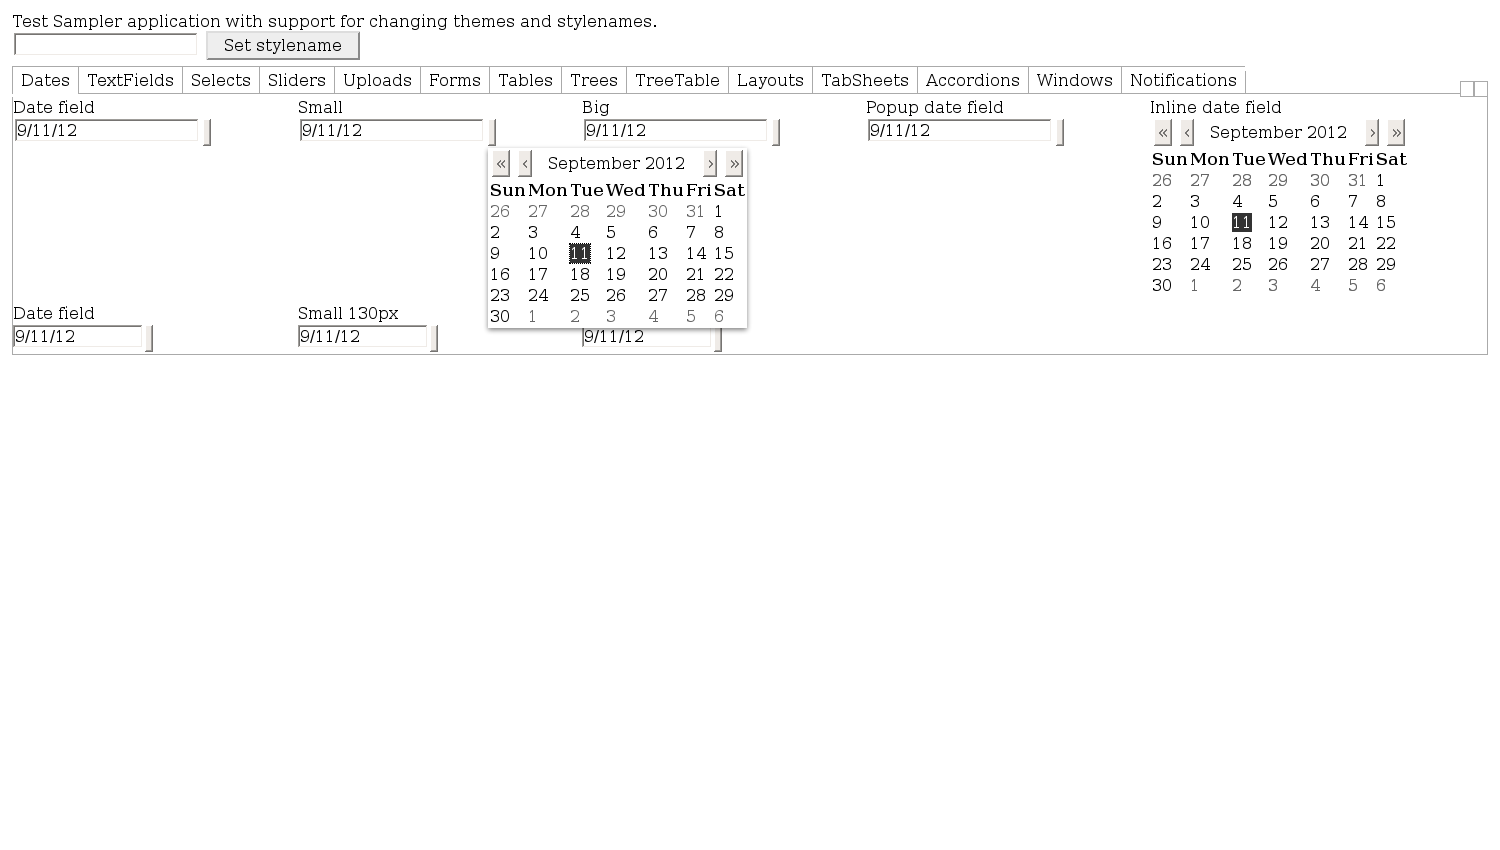 Test Sampler application with support for changing themes and stylenames.
Set stylename
Dates TextFields Selects Sliders Uploads Forms Tables Trees TreeTable Layouts TabSheets Accordions Windows Notifications
Date field Small Big Popup date field Inline date field
9/11/12 9/11/12 9/11/12 9/11/12
« ‹ September 2012 › »
Sun Mon Tue Wed Thu Fri Sat
26 27 28 29 30 31 1
2 3 4 5 6 7 8
9 10 11 12 13 14 15
16 17 18 19 20 21 22
23 24 25 26 27 28 29
30 1 2 3 4 5 6
« ‹ September 2012 › »
Sun Mon Tue Wed Thu Fri Sat
26 27 28 29 30 31 1
2 3 4 5 6 7 8
9 10 11 12 13 14 15
16 17 18 19 20 21 22
23 24 25 26 27 28 29
30 1 2 3 4 5 6
Date field Small 130px
9/11/12 9/11/12 9/11/12